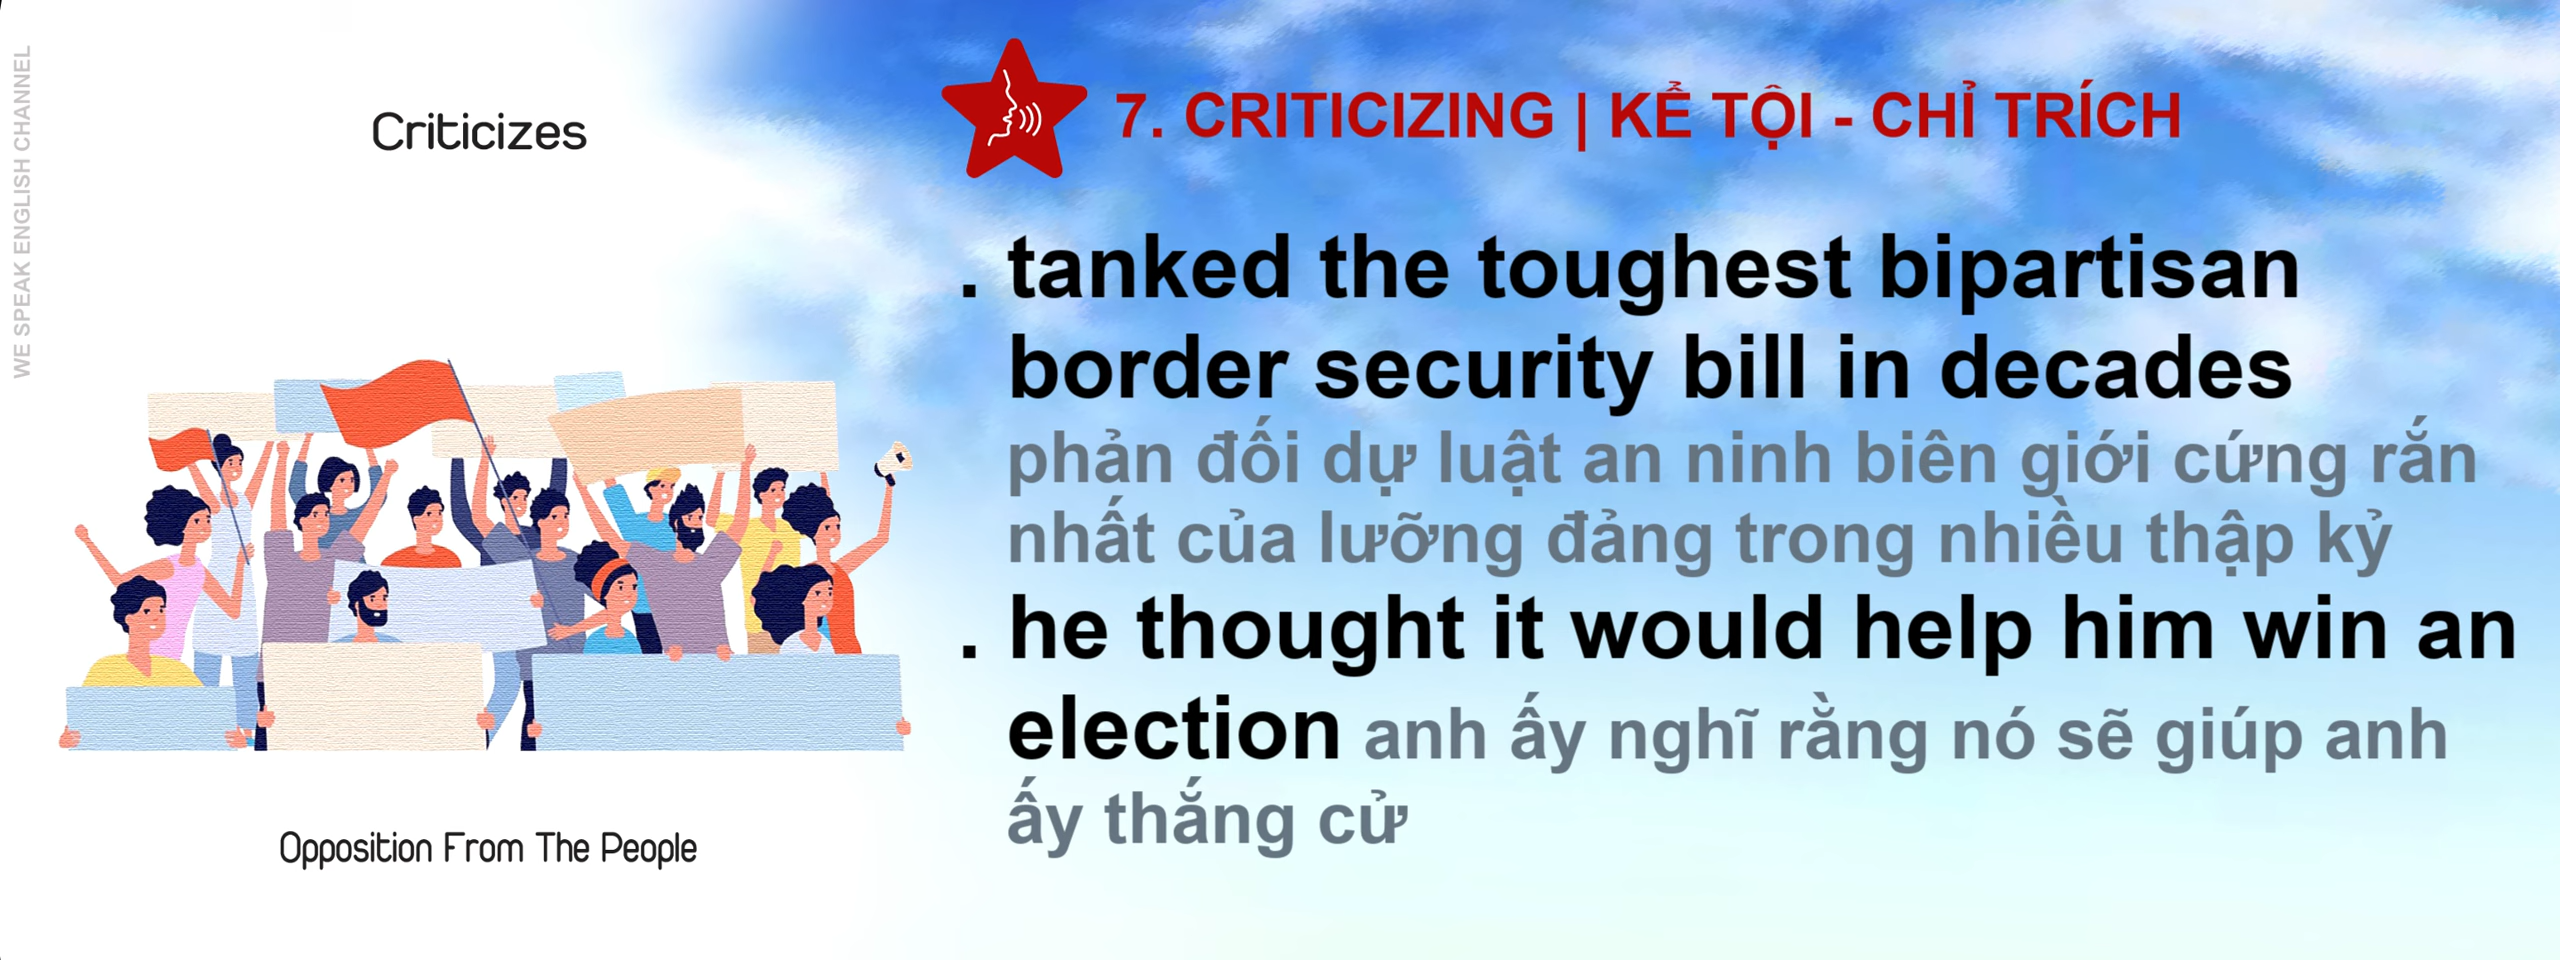 WE SPEAK ENGLISH CHANNEL
Criticizes
Opposition From The People
7. CRITICIZING | KỂ TỘI - CHỈ TRÍCH
. tanked the toughest bipartisan
border security bill in decades
phản đối dự luật an ninh biên giới cứng rắn
nhất của lưỡng đảng trong nhiều thập kỷ
. he thought it would help him win an
election anh ấy nghĩ rằng nó sẽ giúp anh
ấy thắng cử